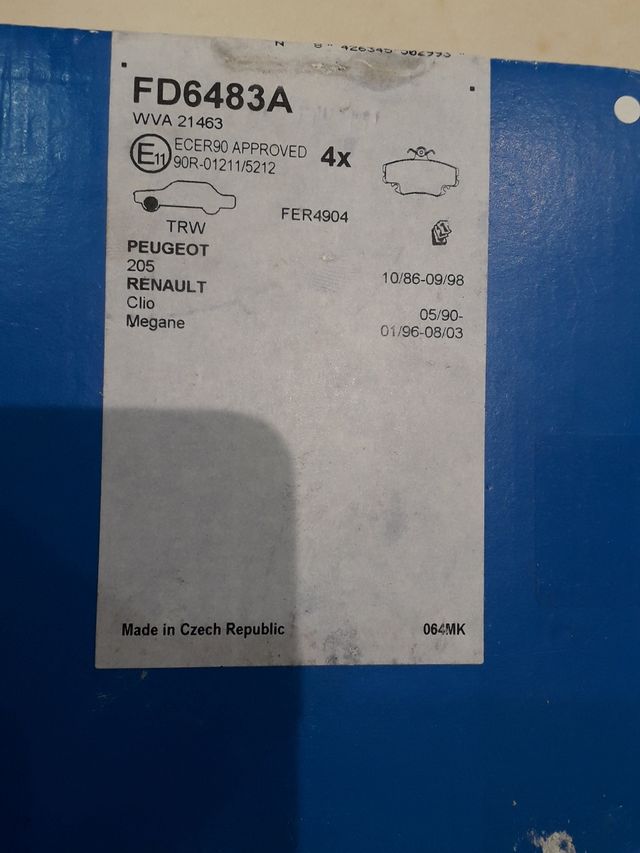 FD6483A
WVA 21463
E11 ECER90 APPROVED
90R-01211/5212
4x
TRW
FER4904
PEUGEOT
205 10/86-09/98
RENAULT
Clio 05/90-
Megane 01/96-08/03
Made in Czech Republic 064MK